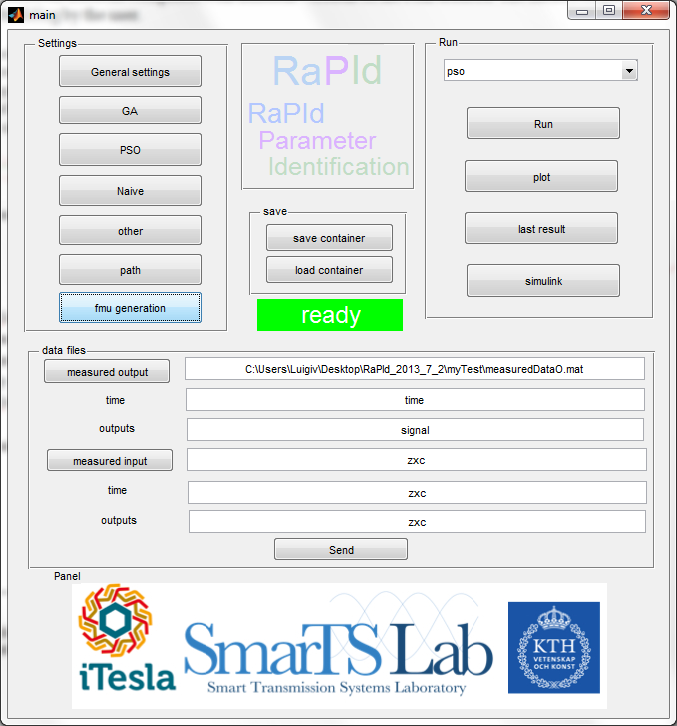 main
Settings
General settings
GA
PSO
Naive
other
path
fmu generation
RaPId
RaPId
Parameter
Identification
save
save container
load container
ready
Run
pso
Run
plot
last result
simulink
data files
measured output
C:\Users\Luigiv\Desktop\RaPId_2013_7_2\myTest\measuredDataO.mat
time
time
outputs
signal
measured input
zxc
time
zxc
outputs
zxc
Send
Panel
iTesla
SmarTS Lab
Smart Transmission Systems Laboratory
KTH
VETENSKAP
OCH KONST